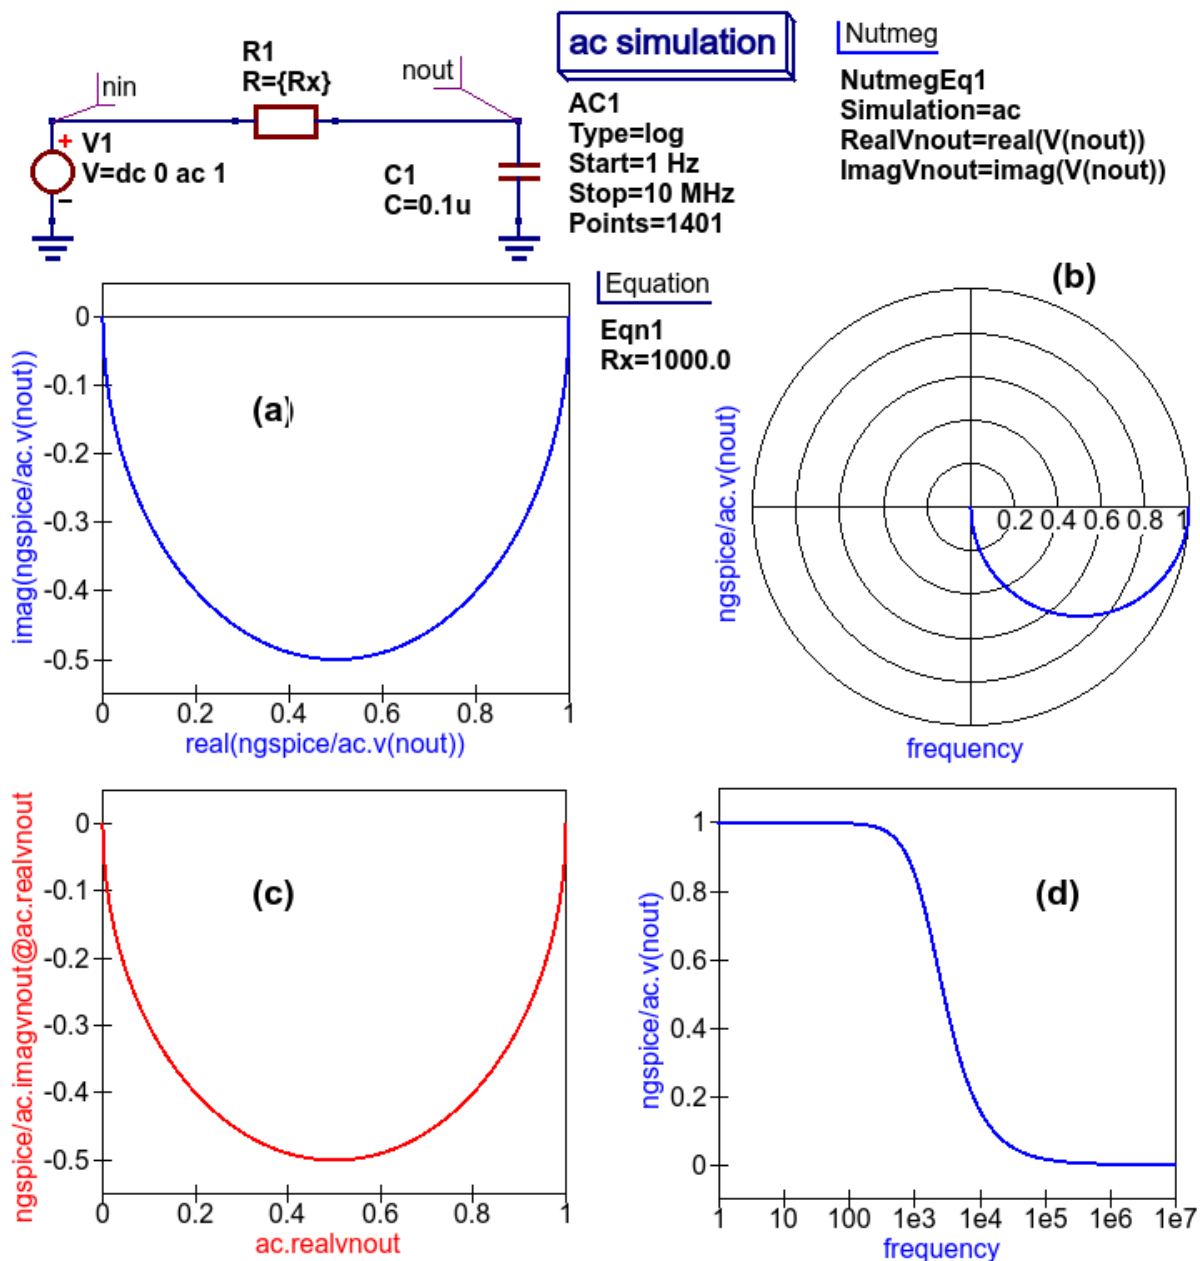 ac simulation
Nutmeg
R1
R={Rx}
nin
nout
NutmegEq1
Simulation=ac
RealVnout=real(V(nout))
ImagVnout=imag(V(nout))
AC1
Type=log
Start=1 Hz
Stop=10 MHz
Points=1401
+
V1
V=dc 0 ac 1
−
C1
C=0.1u
Equation
Eqn1
Rx=1000.0
(a)
imag(ngspice/ac.v(nout))
0
-0.1
-0.2
-0.3
-0.4
-0.5
0 0.2 0.4 0.6 0.8 1
real(ngspice/ac.v(nout))
(b)
ngspice/ac.v(nout)
0.2 0.4 0.6 0.8 1
frequency
(c)
ngspice/ac.imagvnout@ac.realvnout
0
-0.1
-0.2
-0.3
-0.4
-0.5
0 0.2 0.4 0.6 0.8 1
ac.realvnout
(d)
ngspice/ac.v(nout)
1
0.8
0.6
0.4
0.2
0
1 10 100 1e3 1e4 1e5 1e6 1e7
frequency